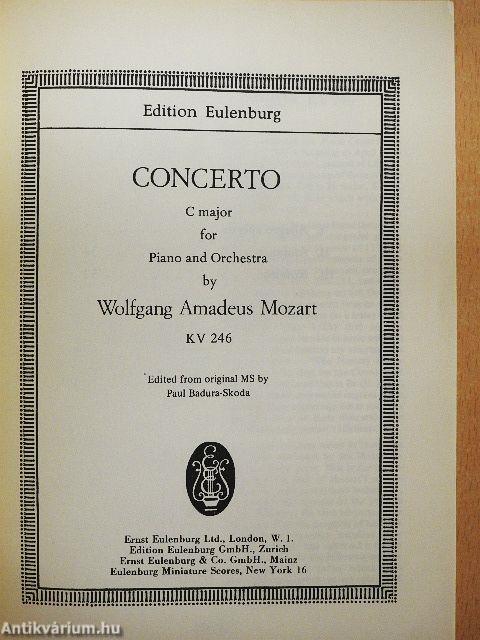 Edition Eulenburg
CONCERTO
C major
for
Piano and Orchestra
by
Wolfgang Amadeus Mozart
KV 246
Edited from original MS by
Paul Badura-Skoda
Ernst Eulenburg Ltd., London, W. 1.
Edition Eulenburg GmbH., Zurich
Ernst Eulenburg & Co. GmbH., Mainz
Eulenburg Miniature Scores, New York 16
Antikvárium.hu